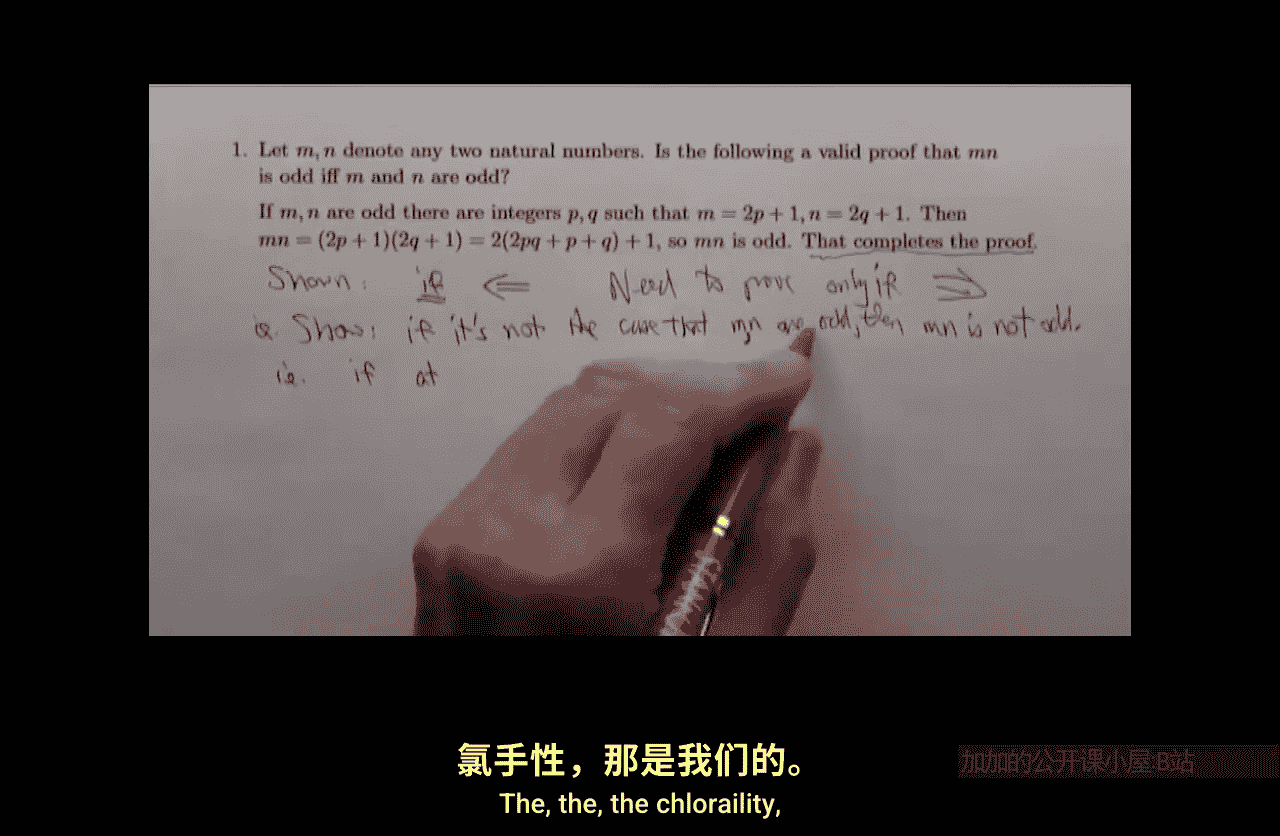 1. Let m, n denote any two natural numbers. Is the following a valid proof that mn
is odd iff m and n are odd?
If m, n are odd there are integers p, q such that m = 2p + 1, n = 2q + 1. Then
mn = (2p + 1)(2q + 1) = 2(2pq + p + q) + 1, so mn is odd. That completes the proof.
Shown: if ⇐ Need to prove only if ⇒
ie. Show: if it's not the case that m,n are odd, then mn is not odd.
i.e. if at
氯手性，那是我们的。
The, the, the chloraility,
加加的公开课小屋 B站